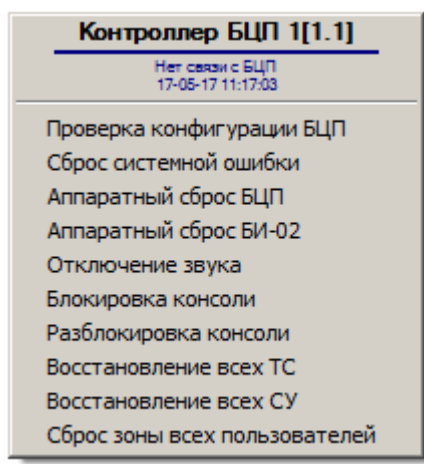 Контроллер БЦП 1[1.1]
Нет связи с БЦП
17-05-17 11:17:03
Проверка конфигурации БЦП
Сброс системной ошибки
Аппаратный сброс БЦП
Аппаратный сброс БИ-02
Отключение звука
Блокировка консоли
Разблокировка консоли
Восстановление всех ТС
Восстановление всех СУ
Сброс зоны всех пользователей